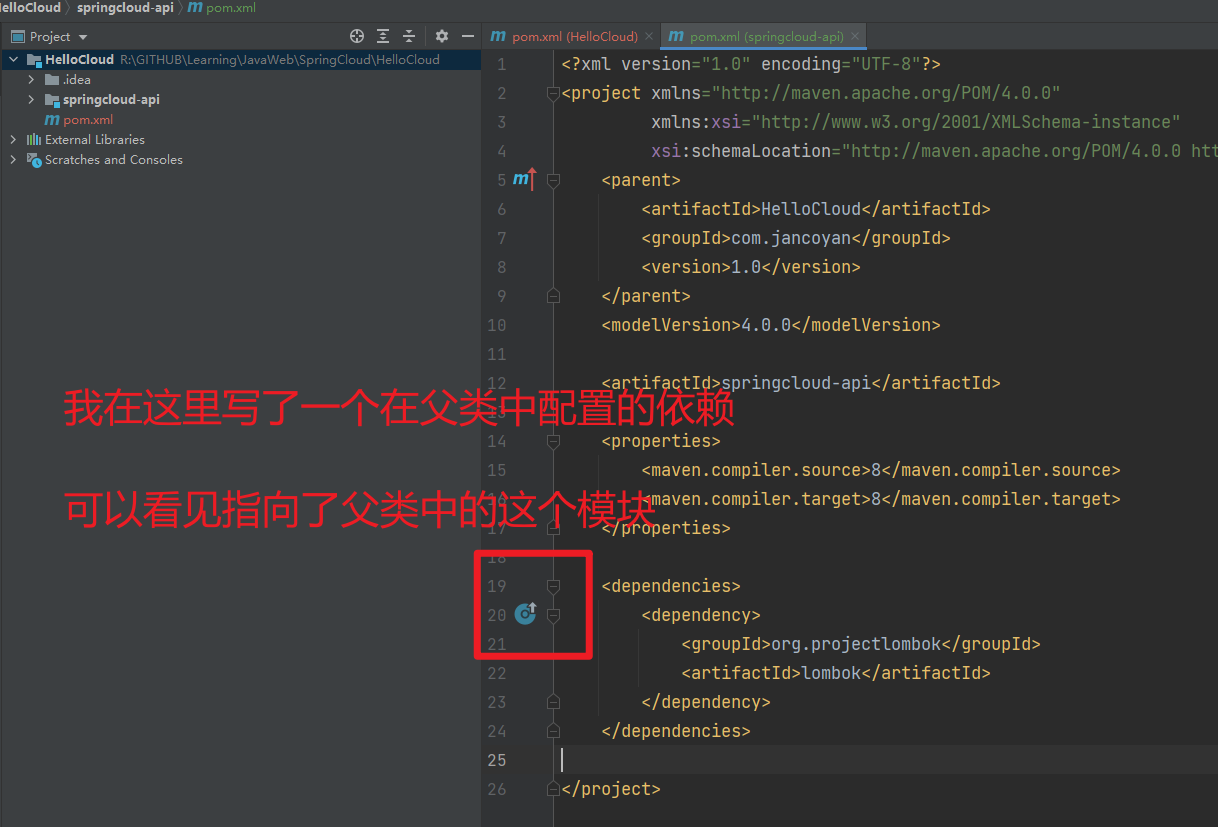 elloCloud springcloud-api m pom.xml
Project
m pom.xml (HelloCloud) m pom.xml (springcloud-api)
HelloCloud R:\GITHUB\Learning\JavaWeb\SpringCloud\HelloCloud
.idea
springcloud-api
m pom.xml
External Libraries
Scratches and Consoles
1 <?xml version="1.0" encoding="UTF-8"?>
2 <project xmlns="http://maven.apache.org/POM/4.0.0"
3 xmlns:xsi="http://www.w3.org/2001/XMLSchema-instance"
4 xsi:schemaLocation="http://maven.apache.org/POM/4.0.0 htt
5 m <parent>
6 <artifactId>HelloCloud</artifactId>
7 <groupId>com.jancoyan</groupId>
8 <version>1.0</version>
9 </parent>
10 <modelVersion>4.0.0</modelVersion>
11
12 <artifactId>springcloud-api</artifactId>
我在这里写了一个在父类中配置的依赖
13
14 <properties>
15 <maven.compiler.source>8</maven.compiler.source>
16 <maven.compiler.target>8</maven.compiler.target>
可以看见指向了父类中的这个模块
17 </properties>
18
19 <dependencies>
20 <dependency>
21 <groupId>org.projectlombok</groupId>
22 <artifactId>lombok</artifactId>
23 </dependency>
24 </dependencies>
25
26 </project>